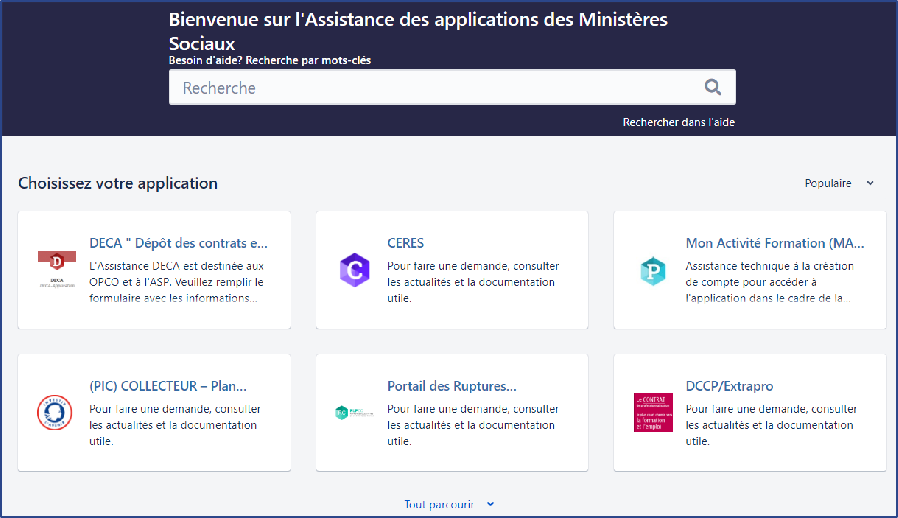 Bienvenue sur l'Assistance des applications des Ministères
Sociaux
Besoin d'aide? Recherche par mots-clés
Recherche
Rechercher dans l'aide
Choisissez votre application
Populaire
DECA " Dépôt des contrats e...
L'Assistance DECA est destinée aux
OPCO et à l'ASP. Veuillez remplir le
formulaire avec les informations...
D
DECA
CERES
Pour faire une demande, consulter
les actualités et la documentation
utile.
C
Mon Activité Formation (MA...
Assistance technique à la création
de compte pour accéder à
l'application dans le cadre de la...
P
(PIC) COLLECTEUR – Plan...
Pour faire une demande, consulter
les actualités et la documentation
utile.
Portail des Ruptures...
Pour faire une demande, consulter
les actualités et la documentation
utile.
DCCP/Extrapro
Pour faire une demande, consulter
les actualités et la documentation
utile.
Le CONTRAT
la formation
et l'emploi
Tout parcourir